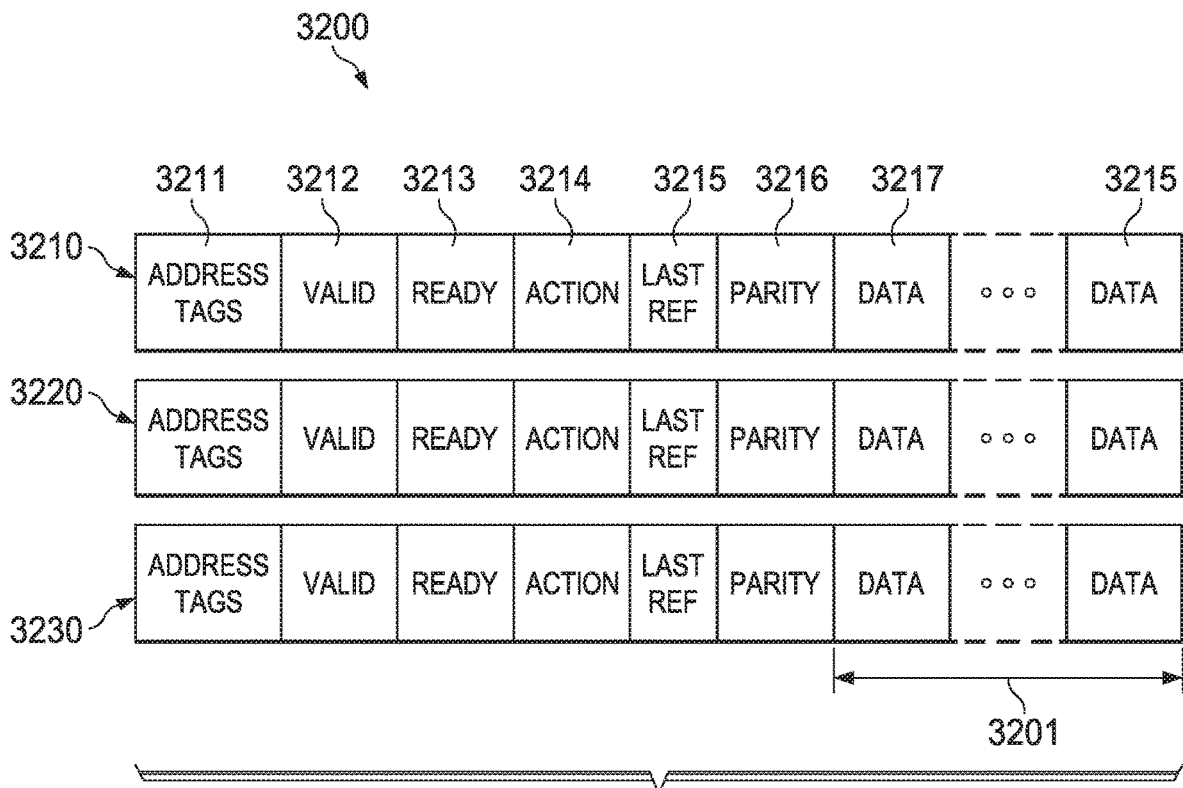 3200
3211 3212 3213 3214 3215 3216 3217 3215
3210
ADDRESS TAGS VALID READY ACTION LAST REF PARITY DATA ○ ○ ○ DATA
3220
ADDRESS TAGS VALID READY ACTION LAST REF PARITY DATA ○ ○ ○ DATA
ADDRESS TAGS VALID READY ACTION LAST REF PARITY DATA ○ ○ ○ DATA
3230
3201